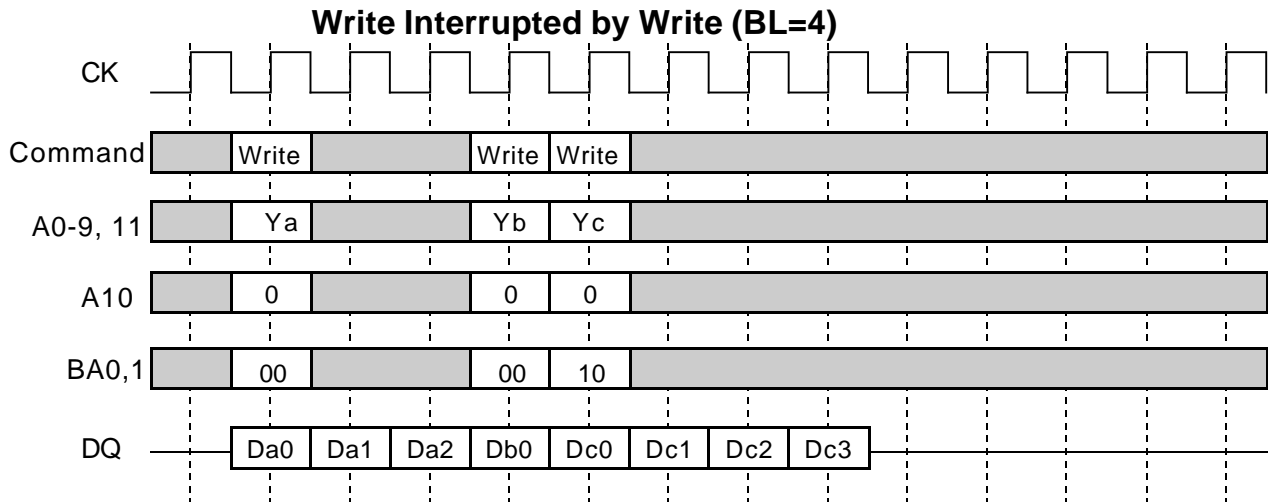 Write Interrupted by Write (BL=4)
CK
Command Write Write Write
A0-9, 11 Ya Yb Yc
A10 0 0 0
BA0,1 00 00 10
DQ Da0 Da1 Da2 Db0 Dc0 Dc1 Dc2 Dc3